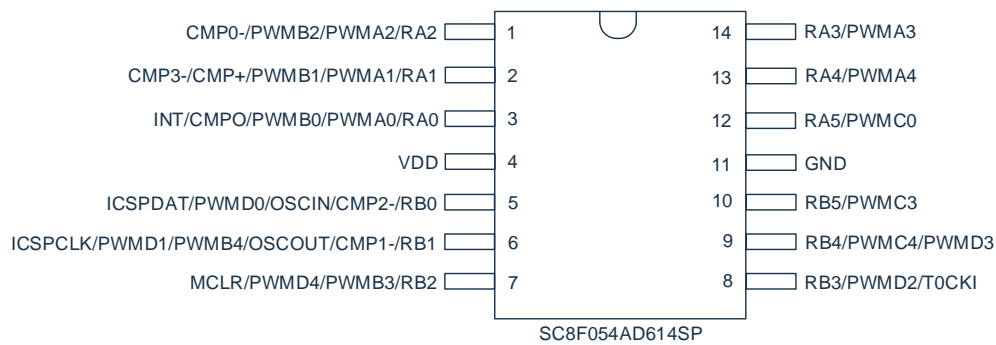 CMP0-/PWMB2/PWMA2/RA2 1 14 RA3/PWMA3
CMP3-/CMP+/PWMB1/PWMA1/RA1 2 13 RA4/PWMA4
INT/CMPO/PWMB0/PWMA0/RA0 3 12 RA5/PWMC0
VDD 4 11 GND
ICSPDAT/PWMD0/OSCIN/CMP2-/RB0 5 10 RB5/PWMC3
ICSPCLK/PWMD1/PWMB4/OSCOUT/CMP1-/RB1 6 9 RB4/PWMC4/PWMD3
MCLR/PWMD4/PWMB3/RB2 7 8 RB3/PWMD2/T0CKI
SC8F054AD614SP